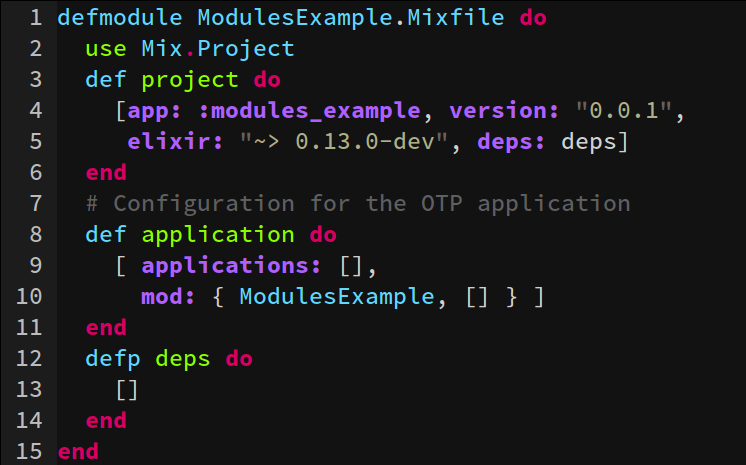 1 defmodule ModulesExample.Mixfile do
2   use Mix.Project
3   def project do
4     [app: :modules_example, version: "0.0.1",
5      elixir: "~> 0.13.0-dev", deps: deps]
6   end
7   # Configuration for the OTP application
8   def application do
9     [ applications: [],
10       mod: { ModulesExample, [] } ]
11   end
12   defp deps do
13     []
14   end
15 end